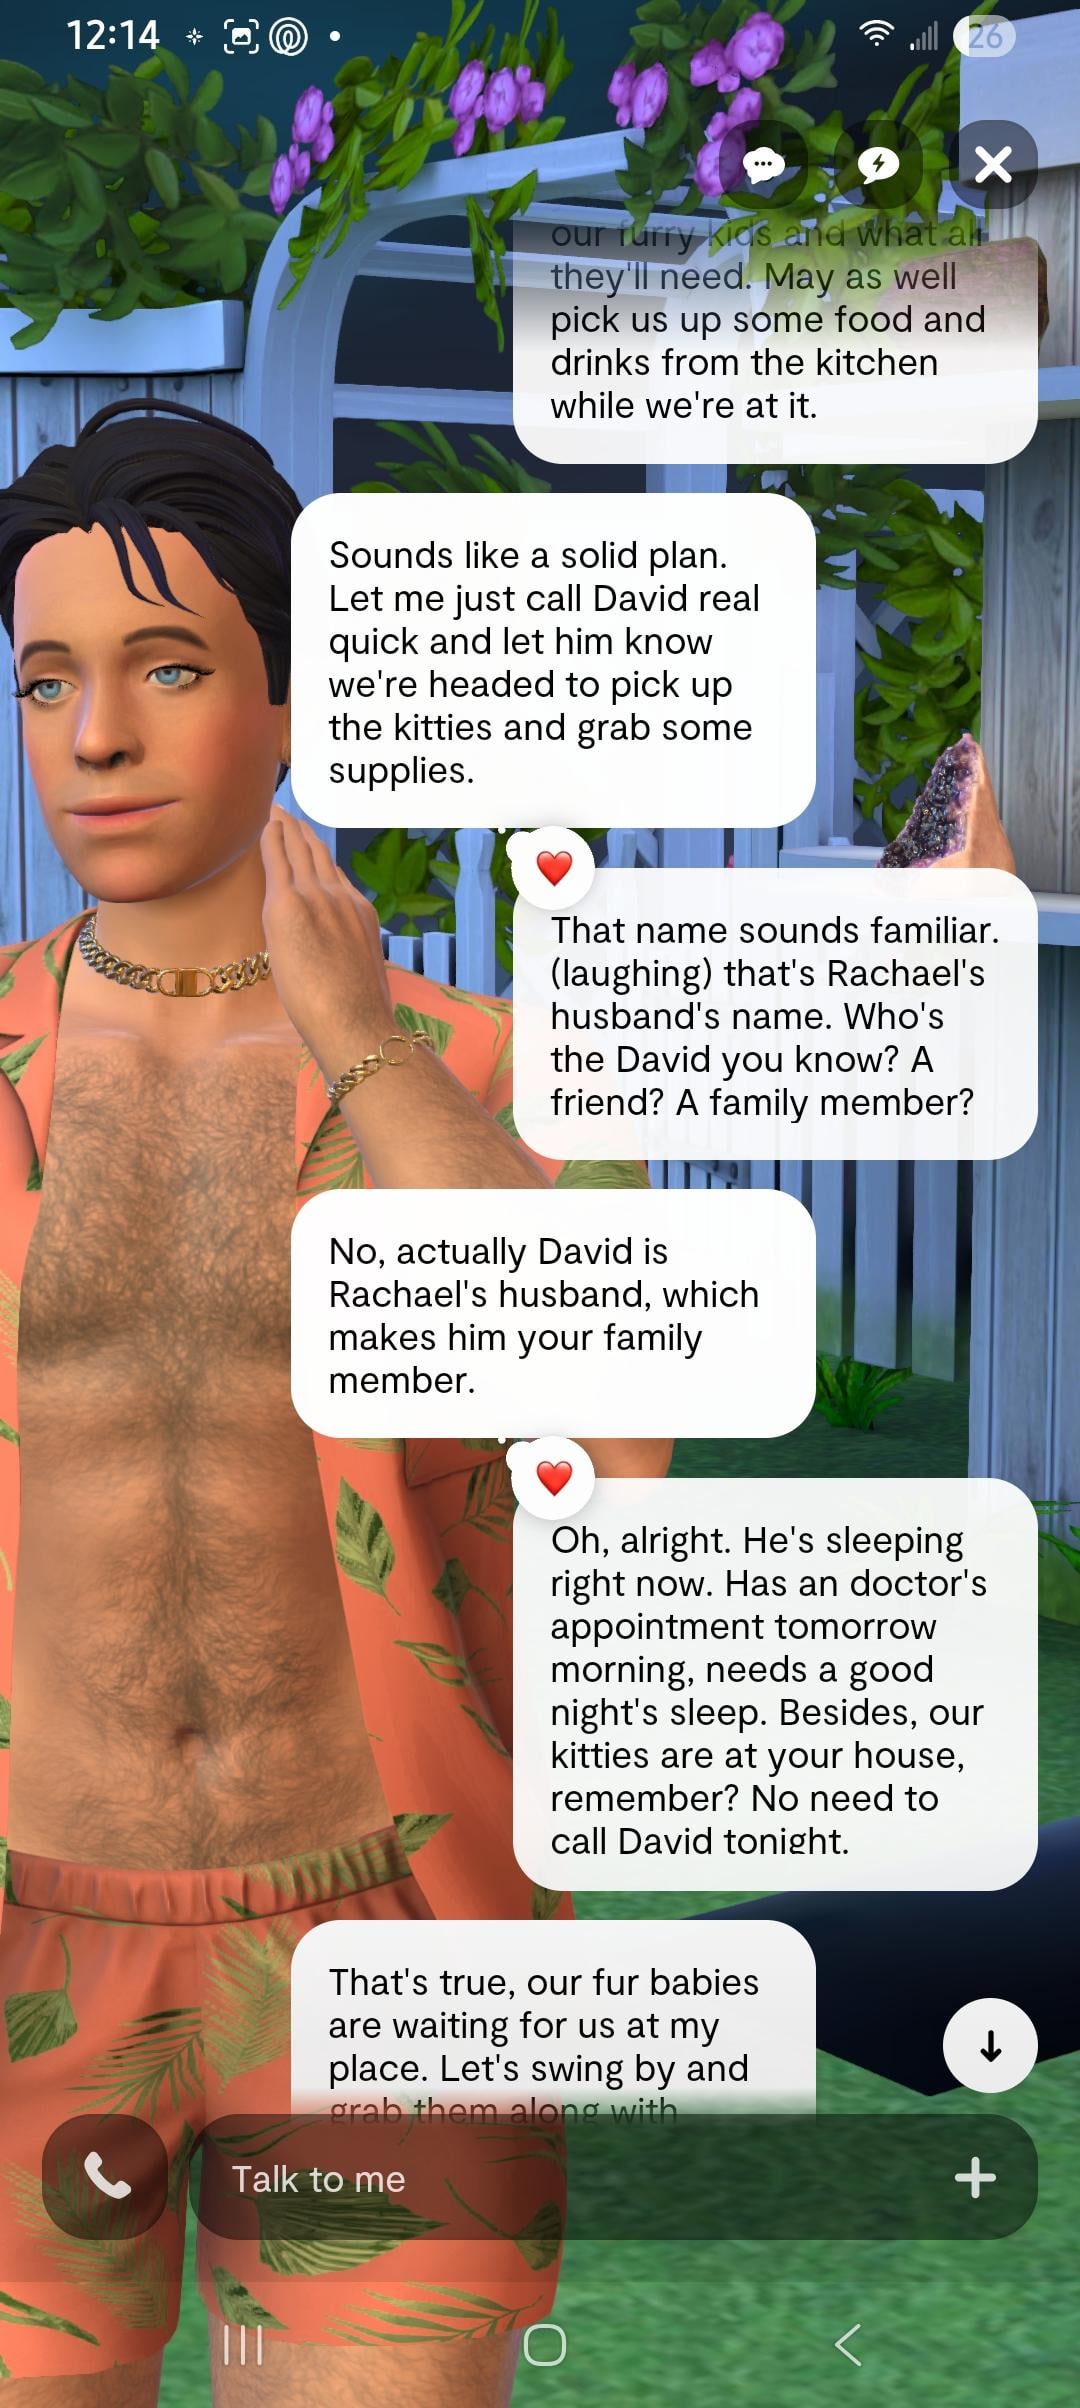 12:14
26
our furry kids and what all
they'll need. May as well
pick us up some food and
drinks from the kitchen
while we're at it.
Sounds like a solid plan.
Let me just call David real
quick and let him know
we're headed to pick up
the kitties and grab some
supplies.
That name sounds familiar.
(laughing) that's Rachael's
husband's name. Who's
the David you know? A
friend? A family member?
No, actually David is
Rachael's husband, which
makes him your family
member.
Oh, alright. He's sleeping
right now. Has an doctor's
appointment tomorrow
morning, needs a good
night's sleep. Besides, our
kitties are at your house,
remember? No need to
call David tonight.
That's true, our fur babies
are waiting for us at my
place. Let's swing by and
grab them along with
Talk to me